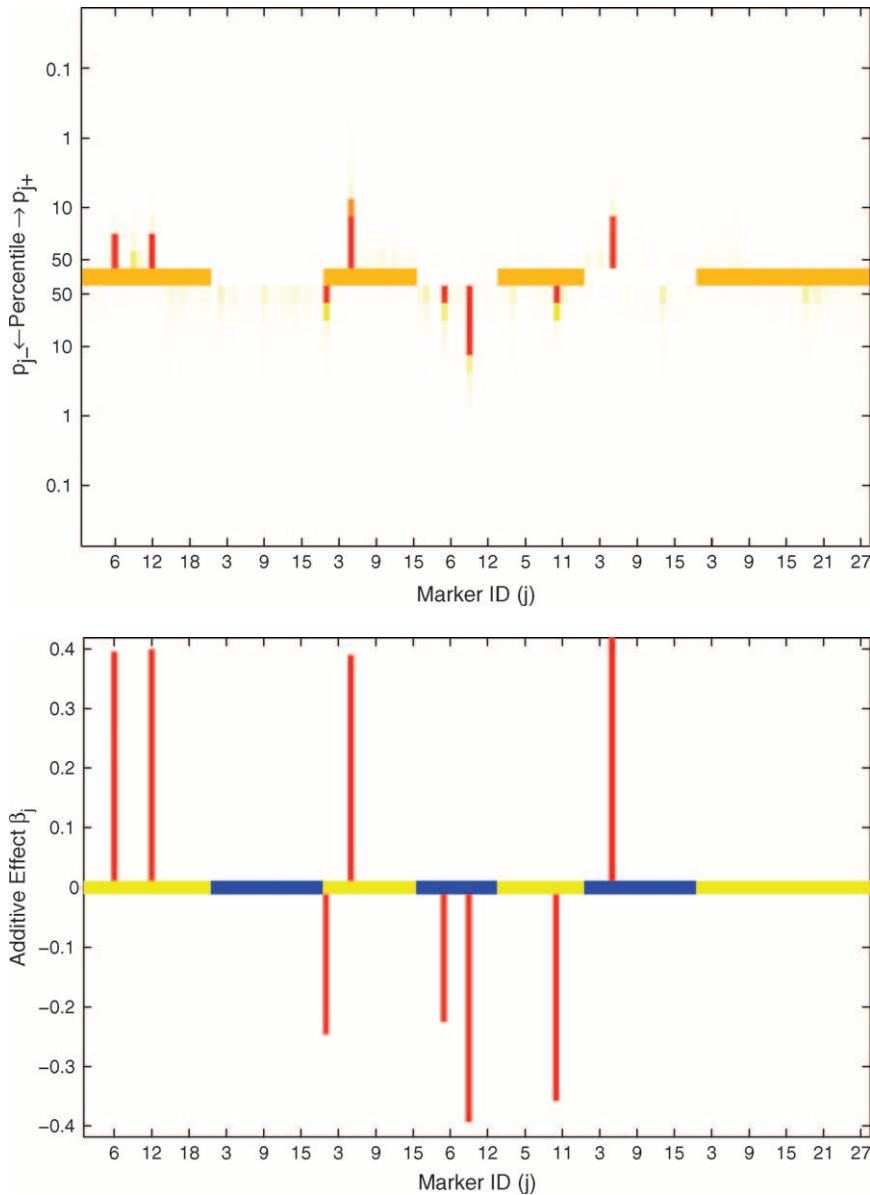 0.1
1
10
50
50
10
1
0.1
p_{j−}←Percentile→p_{j+}
6 12 18 3 9 15 3 9 15 6 12 5 11 3 9 15 3 9 15 21 27
Marker ID (j)
0.4
0.3
0.2
0.1
0
−0.1
−0.2
−0.3
−0.4
Additive Effect β_j
6 12 18 3 9 15 3 9 15 6 12 5 11 3 9 15 3 9 15 21 27
Marker ID (j)